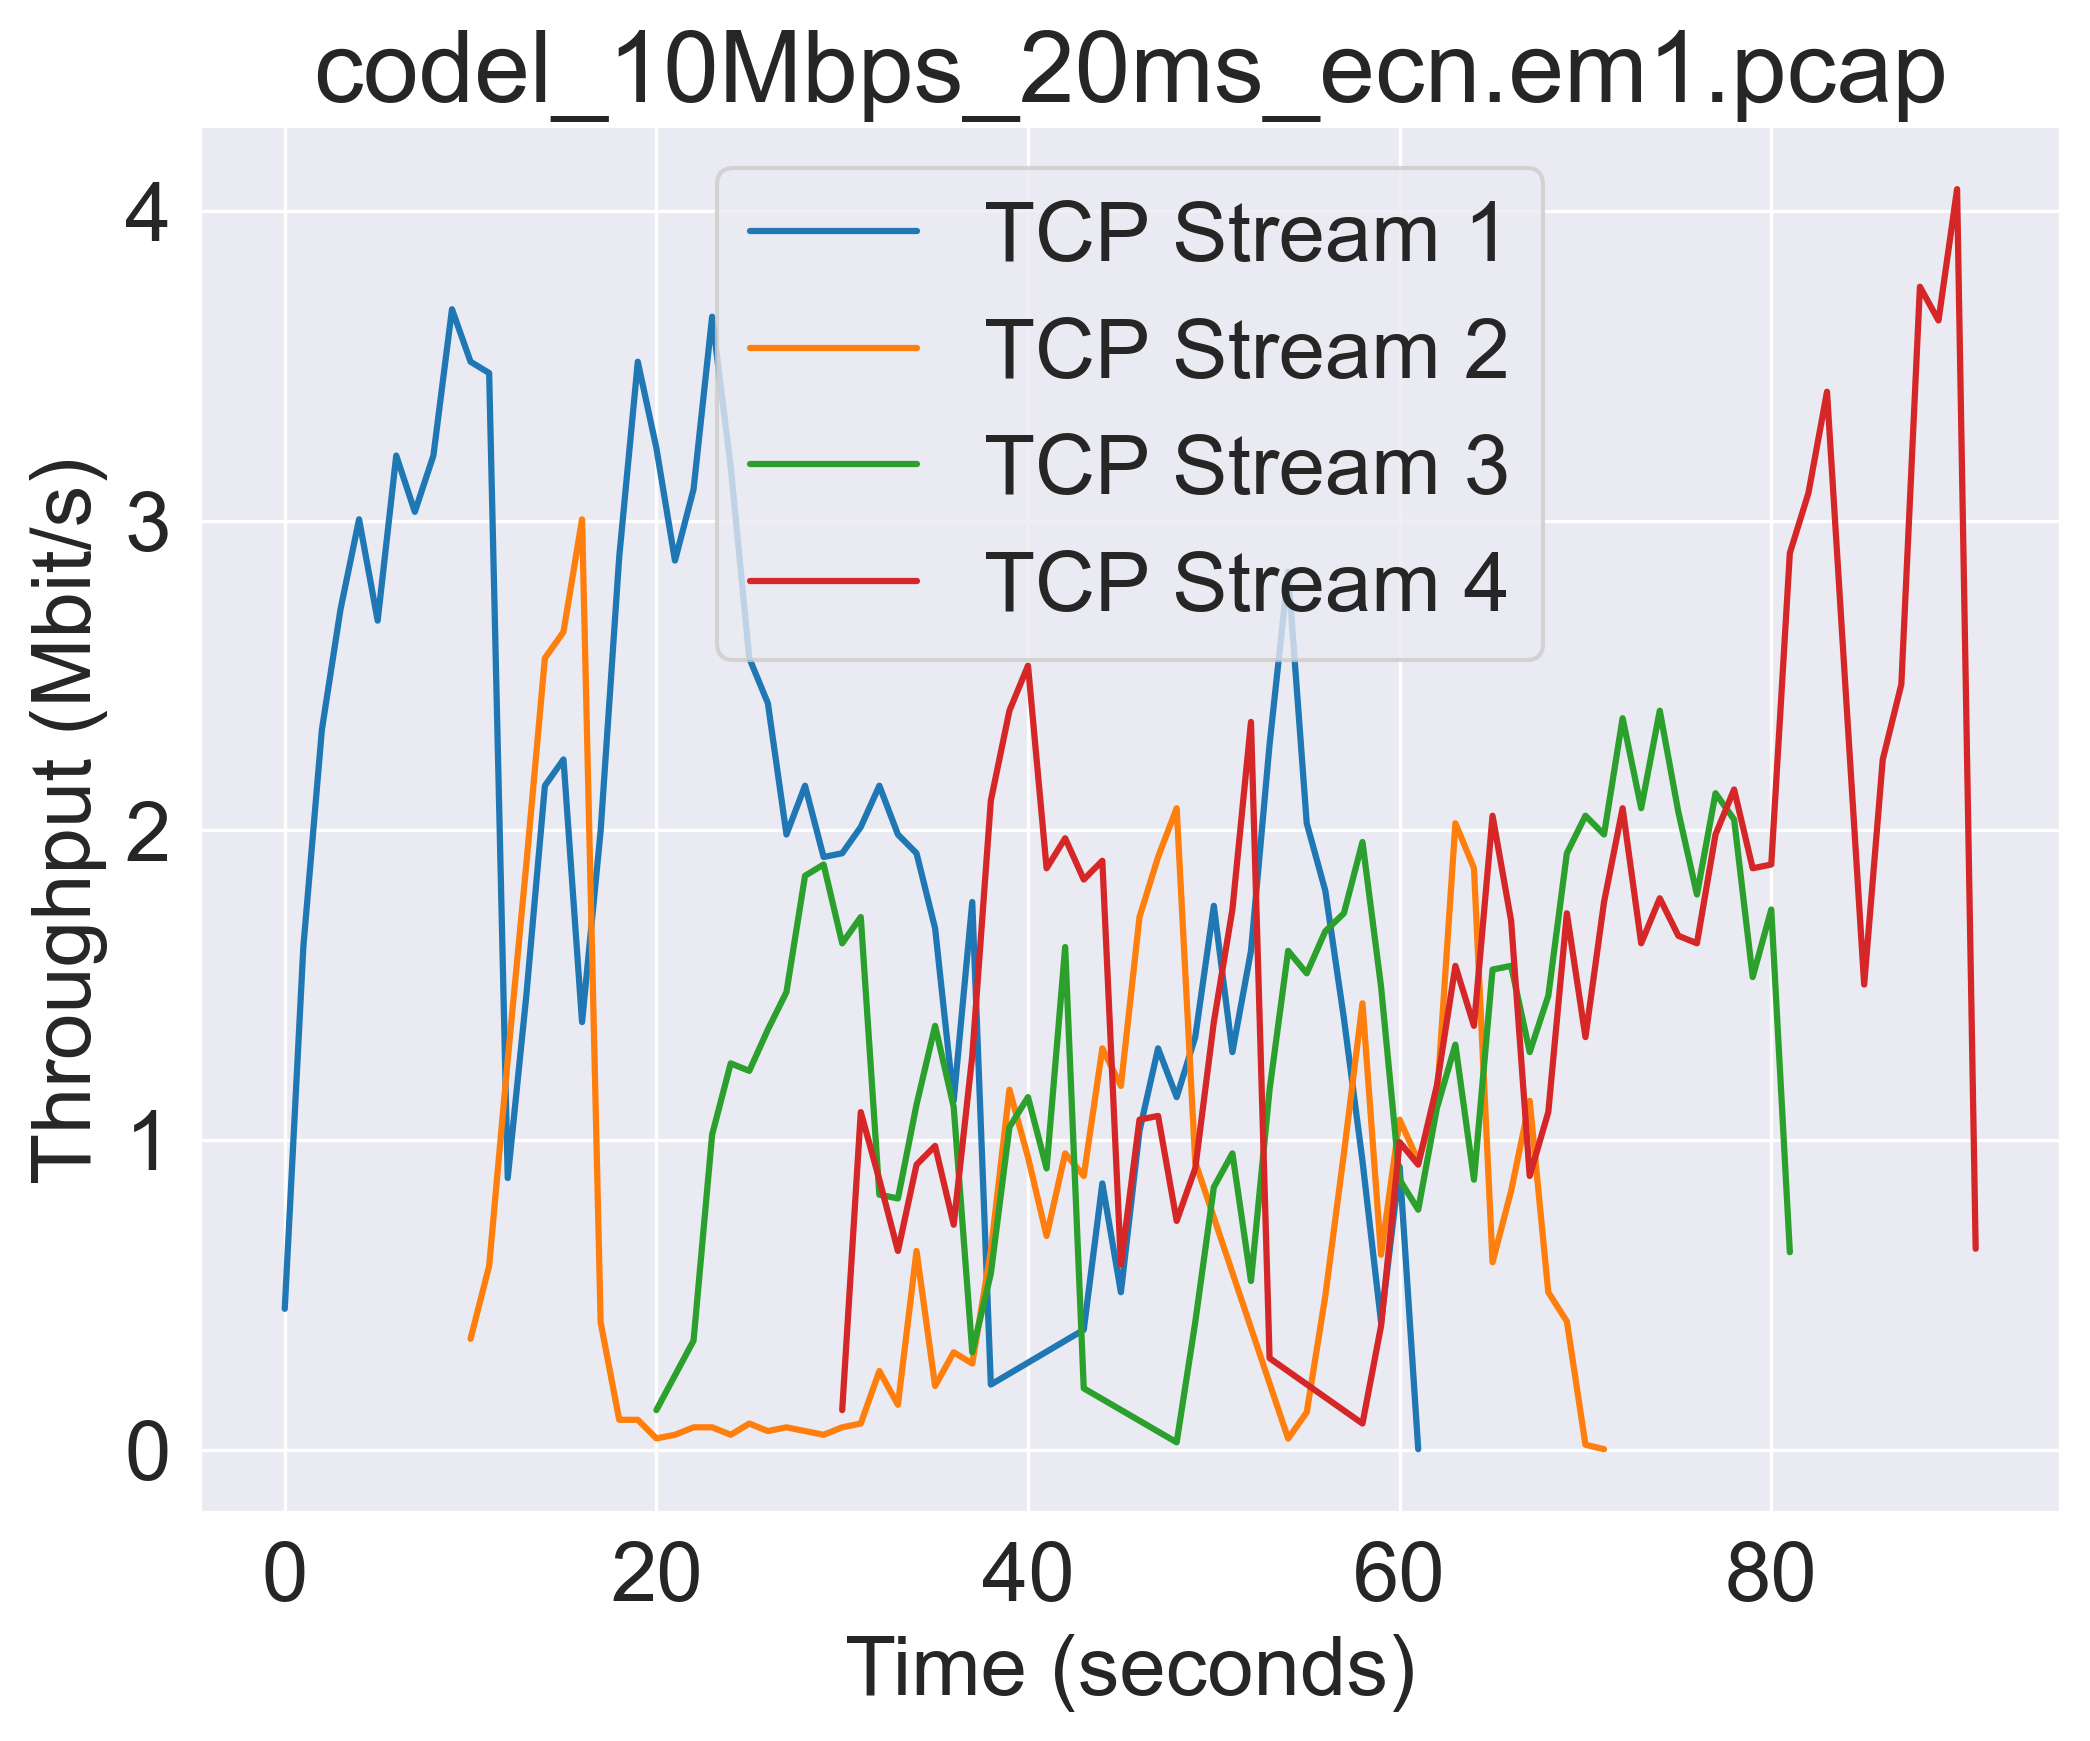 codel_10Mbps_20ms_ecn.em1.pcap
TCP Stream 1
TCP Stream 2
TCP Stream 3
TCP Stream 4
Throughput (Mbit/s)
4
3
2
1
0
0 20 40 60 80
Time (seconds)